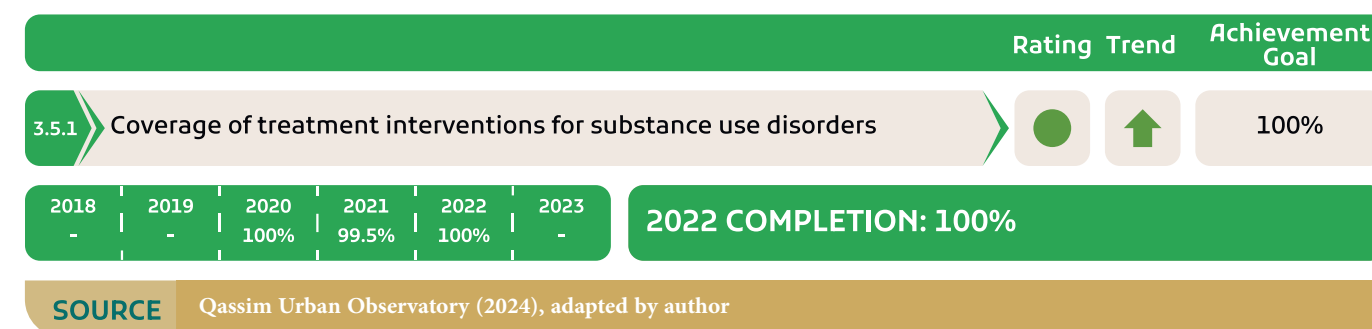 Rating Trend Achievement Goal
3.5.1 Coverage of treatment interventions for substance use disorders 100%
2018 2019 2020 2021 2022 2023
- - 100% 99.5% 100% -
2022 COMPLETION: 100%
SOURCE Qassim Urban Observatory (2024), adapted by author